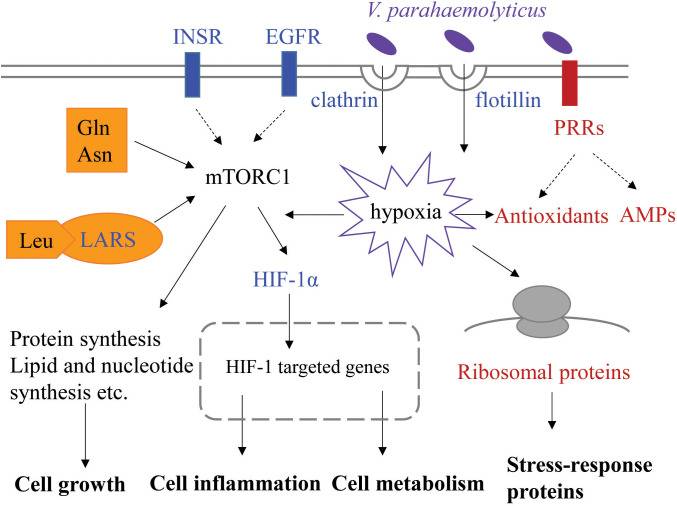 V. parahaemolyticus
INSR
EGFR
clathrin
flotillin
PRRs
Gln
Asn
mTORC1
hypoxia
Antioxidants
AMPs
Leu
LARS
HIF-1α
Protein synthesis
Lipid and nucleotide
synthesis etc.
HIF-1 targeted genes
Ribosomal proteins
Cell growth
Cell inflammation
Cell metabolism
Stress-response
proteins